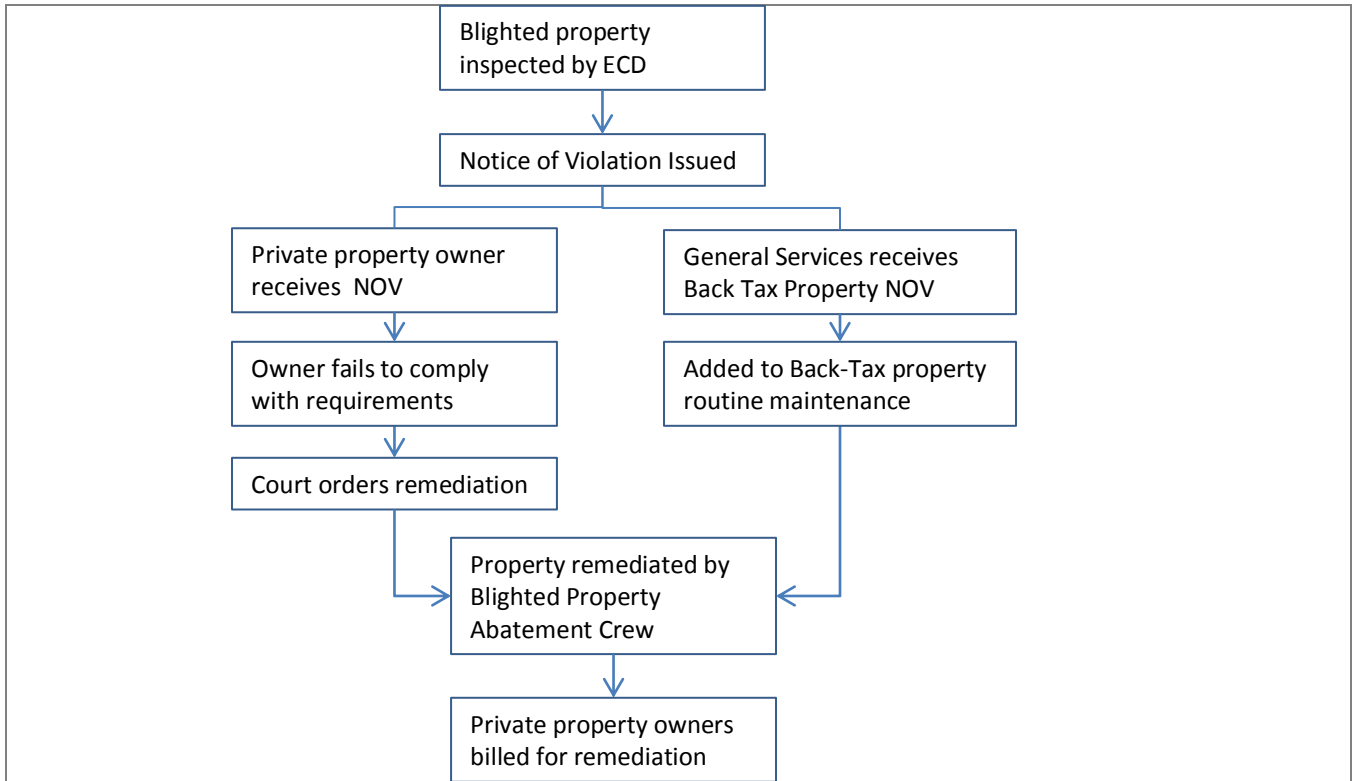 Blighted property
inspected by ECD
Notice of Violation Issued
Private property owner
receives NOV
General Services receives
Back Tax Property NOV
Owner fails to comply
with requirements
Added to Back-Tax property
routine maintenance
Court orders remediation
Property remediated by
Blighted Property
Abatement Crew
Private property owners
billed for remediation